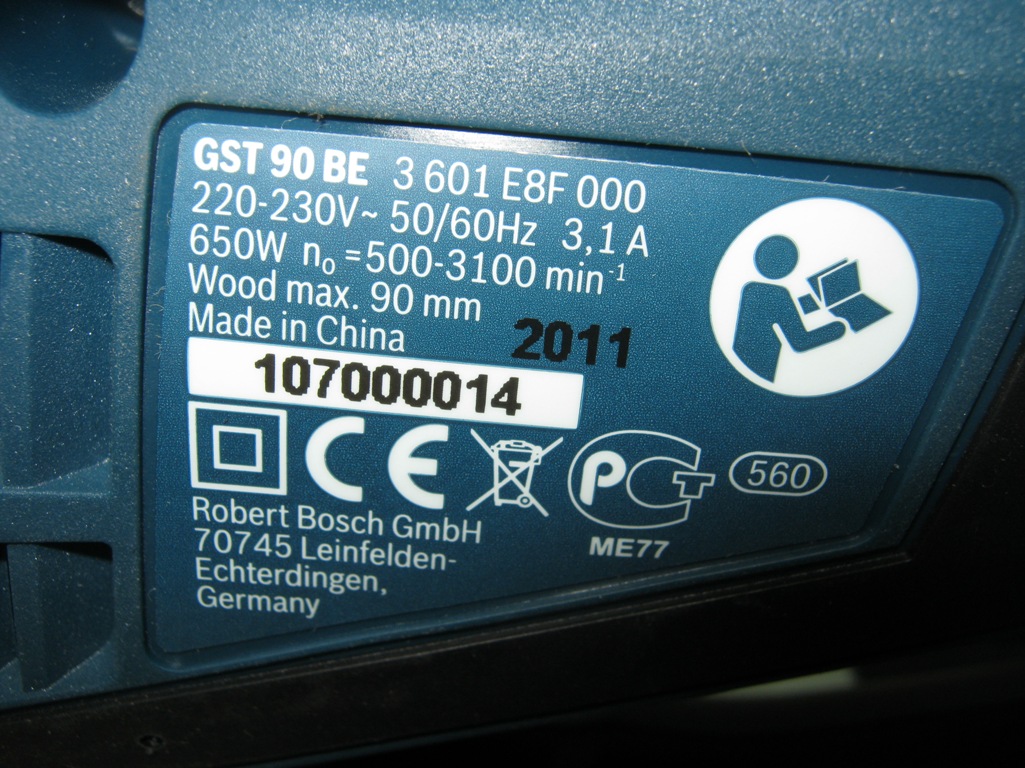 GST 90 BE 3 601 E8F 000
220-230V~ 50/60Hz 3,1 A
650W n₀ =500-3100 min⁻¹
Wood max. 90 mm
Made in China 2011
107000014
CE PCT 560
ME77
Robert Bosch GmbH
70745 Leinfelden-
Echterdingen,
Germany